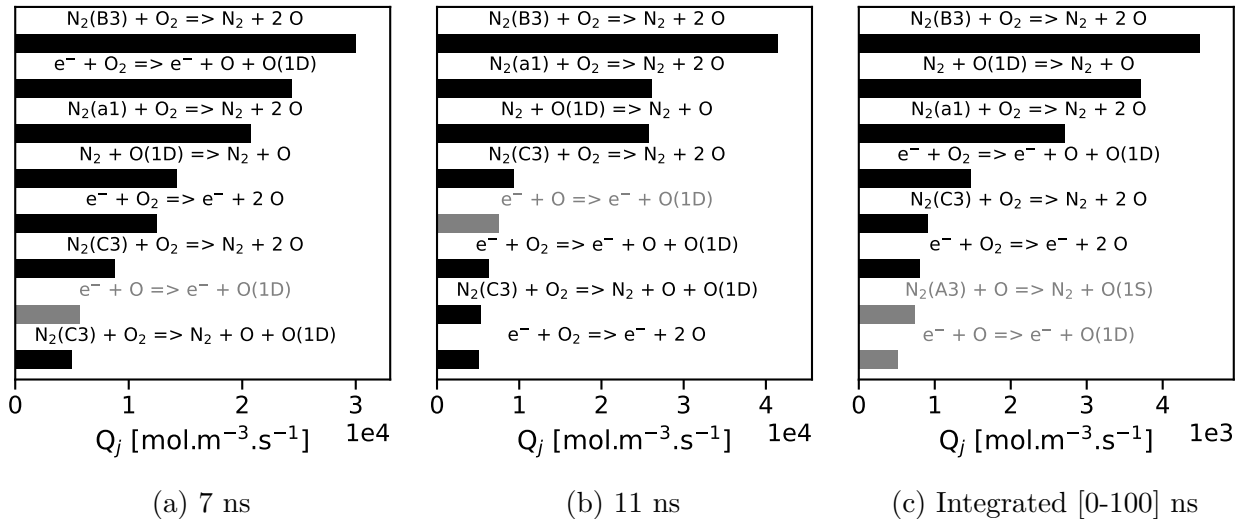 N₂(B3) + O₂ => N₂ + 2 O
e⁻ + O₂ => e⁻ + O + O(1D)
N₂(a1) + O₂ => N₂ + 2 O
N₂ + O(1D) => N₂ + O
e⁻ + O₂ => e⁻ + 2 O
N₂(C3) + O₂ => N₂ + 2 O
e⁻ + O => e⁻ + O(1D)
N₂(C3) + O₂ => N₂ + O + O(1D)
0 1 2 3
1e4
Qⱼ [mol.m⁻³.s⁻¹]
(a) 7 ns
N₂(B3) + O₂ => N₂ + 2 O
N₂(a1) + O₂ => N₂ + 2 O
N₂ + O(1D) => N₂ + O
N₂(C3) + O₂ => N₂ + 2 O
e⁻ + O => e⁻ + O(1D)
e⁻ + O₂ => e⁻ + O + O(1D)
N₂(C3) + O₂ => N₂ + O + O(1D)
e⁻ + O₂ => e⁻ + 2 O
0 1 2 3 4
1e4
Qⱼ [mol.m⁻³.s⁻¹]
(b) 11 ns
N₂(B3) + O₂ => N₂ + 2 O
N₂ + O(1D) => N₂ + O
N₂(a1) + O₂ => N₂ + 2 O
e⁻ + O₂ => e⁻ + O + O(1D)
N₂(C3) + O₂ => N₂ + 2 O
e⁻ + O₂ => e⁻ + 2 O
N₂(A3) + O => N₂ + O(1S)
e⁻ + O => e⁻ + O(1D)
0 1 2 3 4
1e3
Qⱼ [mol.m⁻³.s⁻¹]
(c) Integrated [0-100] ns